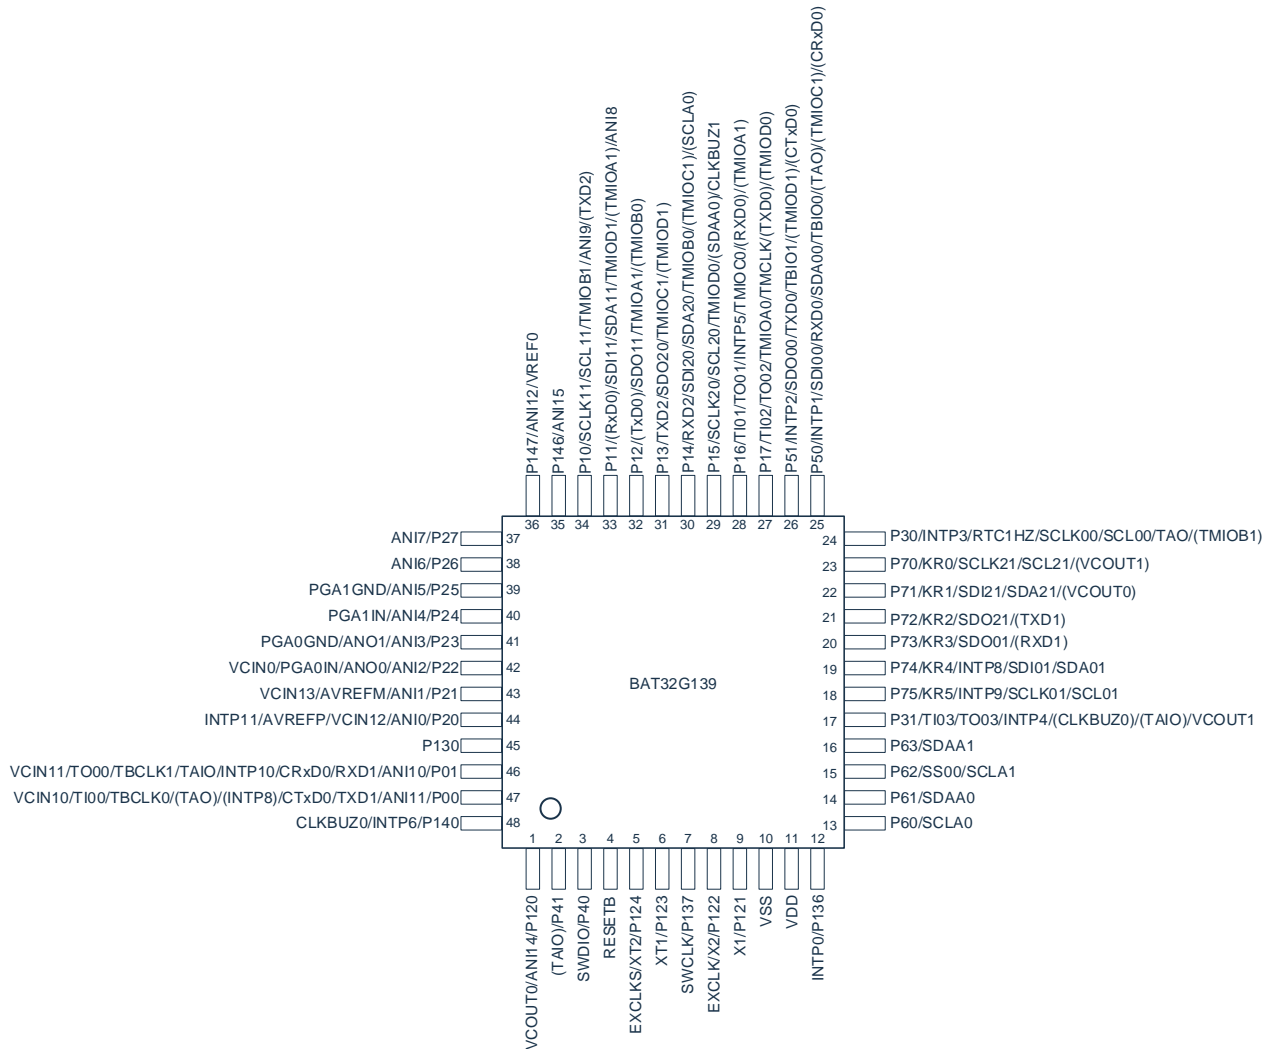 P147/ANI12/VREF0
P146/ANI15
P10/SCLK11/SCL11/TMIOB1/ANI9/(TXD2)
P11/(RxD0)/SDI11/SDA11/TMIOD1/(TMIOA1)/ANI8
P12/(TxD0)/SDO11/TMIOA1/(TMIOB0)
P13/TXD2/SDO20/TMIOC1/(TMIOD1)
P14/RXD2/SDI20/SDA20/TMIOB0/(TMIOC1)/(SCLA0)
P15/SCLK20/SCL20/TMIOD0/(SDAA0)/CLKBUZ1
P16/TI01/TO01/INTP5/TMIOC0/(RXD0)/(TMIOA1)
P17/TI02/TO02/TMIOA0/TMCLK/(TXD0)/(TMIOD0)
P51/INTP2/SDO00/TXD0/TBIO1/(TMIOD1)/(CTxD0)
P50/INTP1/SDI00/RXD0/SDA00/TBIO0/(TAO)/(TMIOC1)/(CRxD0)
36 35 34 33 32 31 30 29 28 27 26 25
ANI7/P27 37
ANI6/P26 38
PGA1GND/ANI5/P25 39
PGA1IN/ANI4/P24 40
PGA0GND/ANO1/ANI3/P23 41
VCIN0/PGA0IN/ANO0/ANI2/P22 42
VCIN13/AVREFM/ANI1/P21 43
INTP11/AVREFP/VCIN12/ANI0/P20 44
P130 45
VCIN11/TO00/TBCLK1/TAIO/INTP10/CRxD0/RXD1/ANI10/P01 46
VCIN10/TI00/TBCLK0/(TAO)/(INTP8)/CTxD0/TXD1/ANI11/P00 47
CLKBUZ0/INTP6/P140 48
BAT32G139
24 P30/INTP3/RTC1HZ/SCLK00/SCL00/TAO/(TMIOB1)
23 P70/KR0/SCLK21/SCL21/(VCOUT1)
22 P71/KR1/SDI21/SDA21/(VCOUT0)
21 P72/KR2/SDO21/(TXD1)
20 P73/KR3/SDO01/(RXD1)
19 P74/KR4/INTP8/SDI01/SDA01
18 P75/KR5/INTP9/SCLK01/SCL01
17 P31/TI03/TO03/INTP4/(CLKBUZ0)/(TAIO)/VCOUT1
16 P63/SDAA1
15 P62/SS00/SCLA1
14 P61/SDAA0
13 P60/SCLA0
1 2 3 4 5 6 7 8 9 10 11 12
VCOUT0/ANI14/P120
(TAIO)/P41
SWDIO/P40
RESETB
EXCLKS/XT2/P124
XT1/P123
SWCLK/P137
EXCLK/X2/P122
X1/P121
VSS
VDD
INTP0/P136